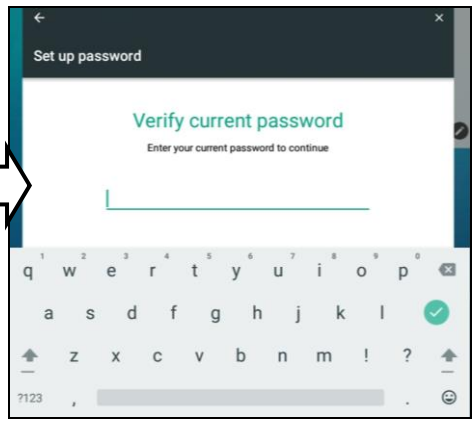 Set up password
Verify current password
Enter your current password to continue
1 2 3 4 5 6 7 8 9 0
q w e r t y u i o p
a s d f g h j k l
z x c v b n m ! ?
?123 , .